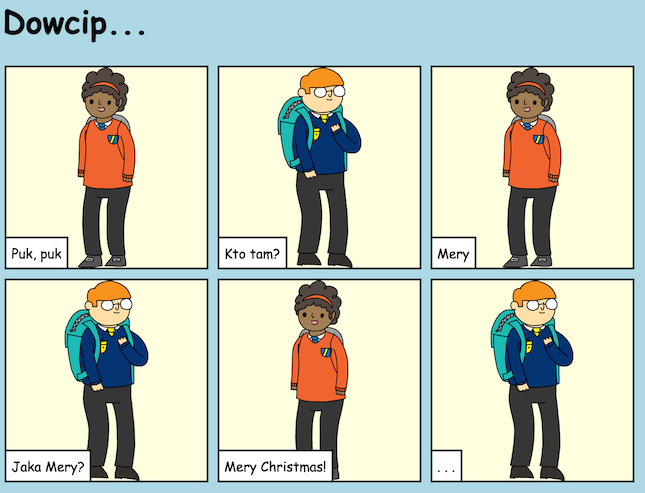 Dowcip...
Puk, puk
Kto tam?
Mery
Jaka Mery?
Mery Christmas!
. . .